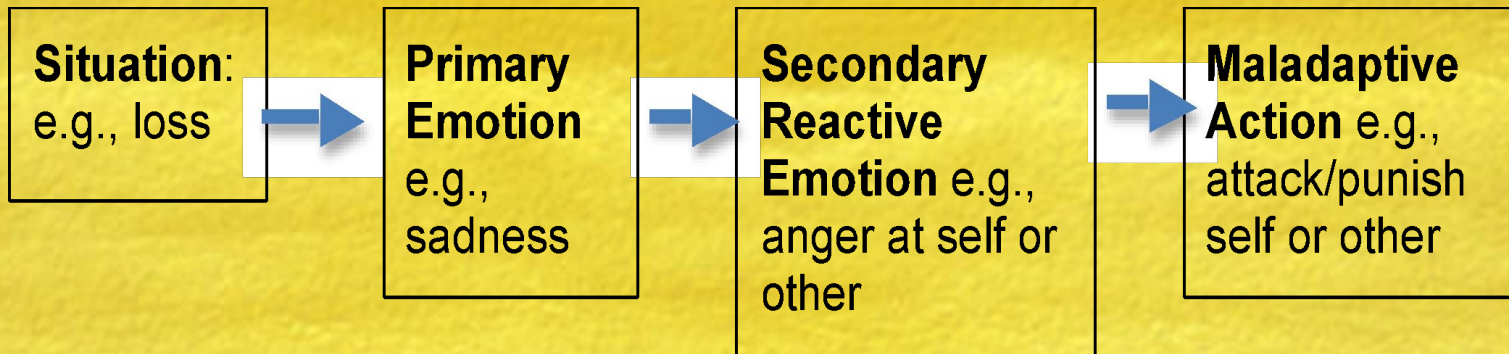 Situation:
e.g., loss
Primary
Emotion
e.g.,
sadness
Secondary
Reactive
Emotion e.g.,
anger at self or
other
Maladaptive
Action e.g.,
attack/punish
self or other